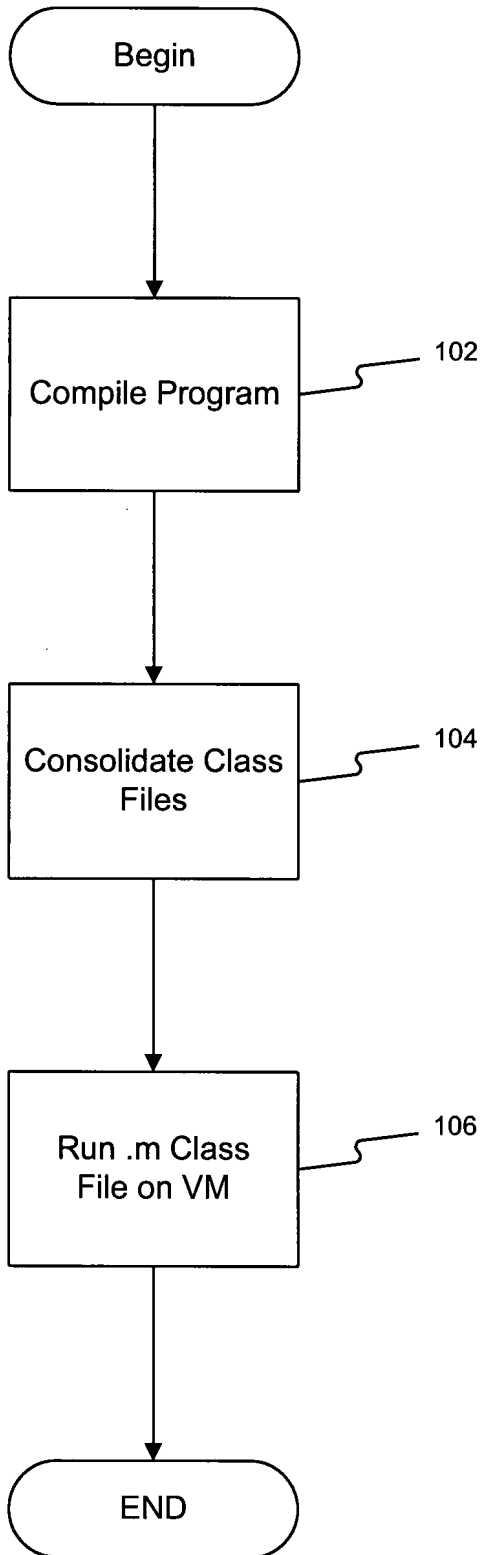 Begin
Compile Program
102
Consolidate Class
Files
104
Run .m Class
File on VM
106
END